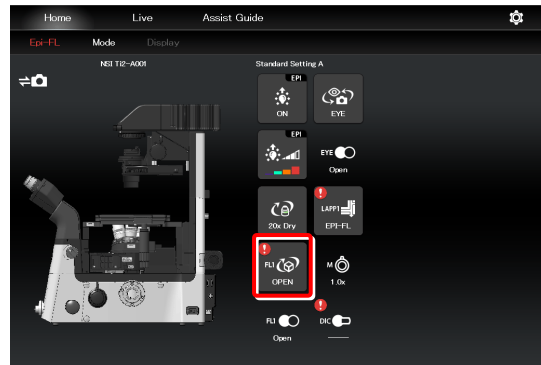 Home Live Assist Guide
Epi-FL Mode Display
NSI Ti2-A001 Standard Setting A
EPI
ON EYE
EPI
EYE
Open
LAPP1
20x Dry EPI-FL
FL1 M
OPEN 1.0x
FL1 DIC
Open